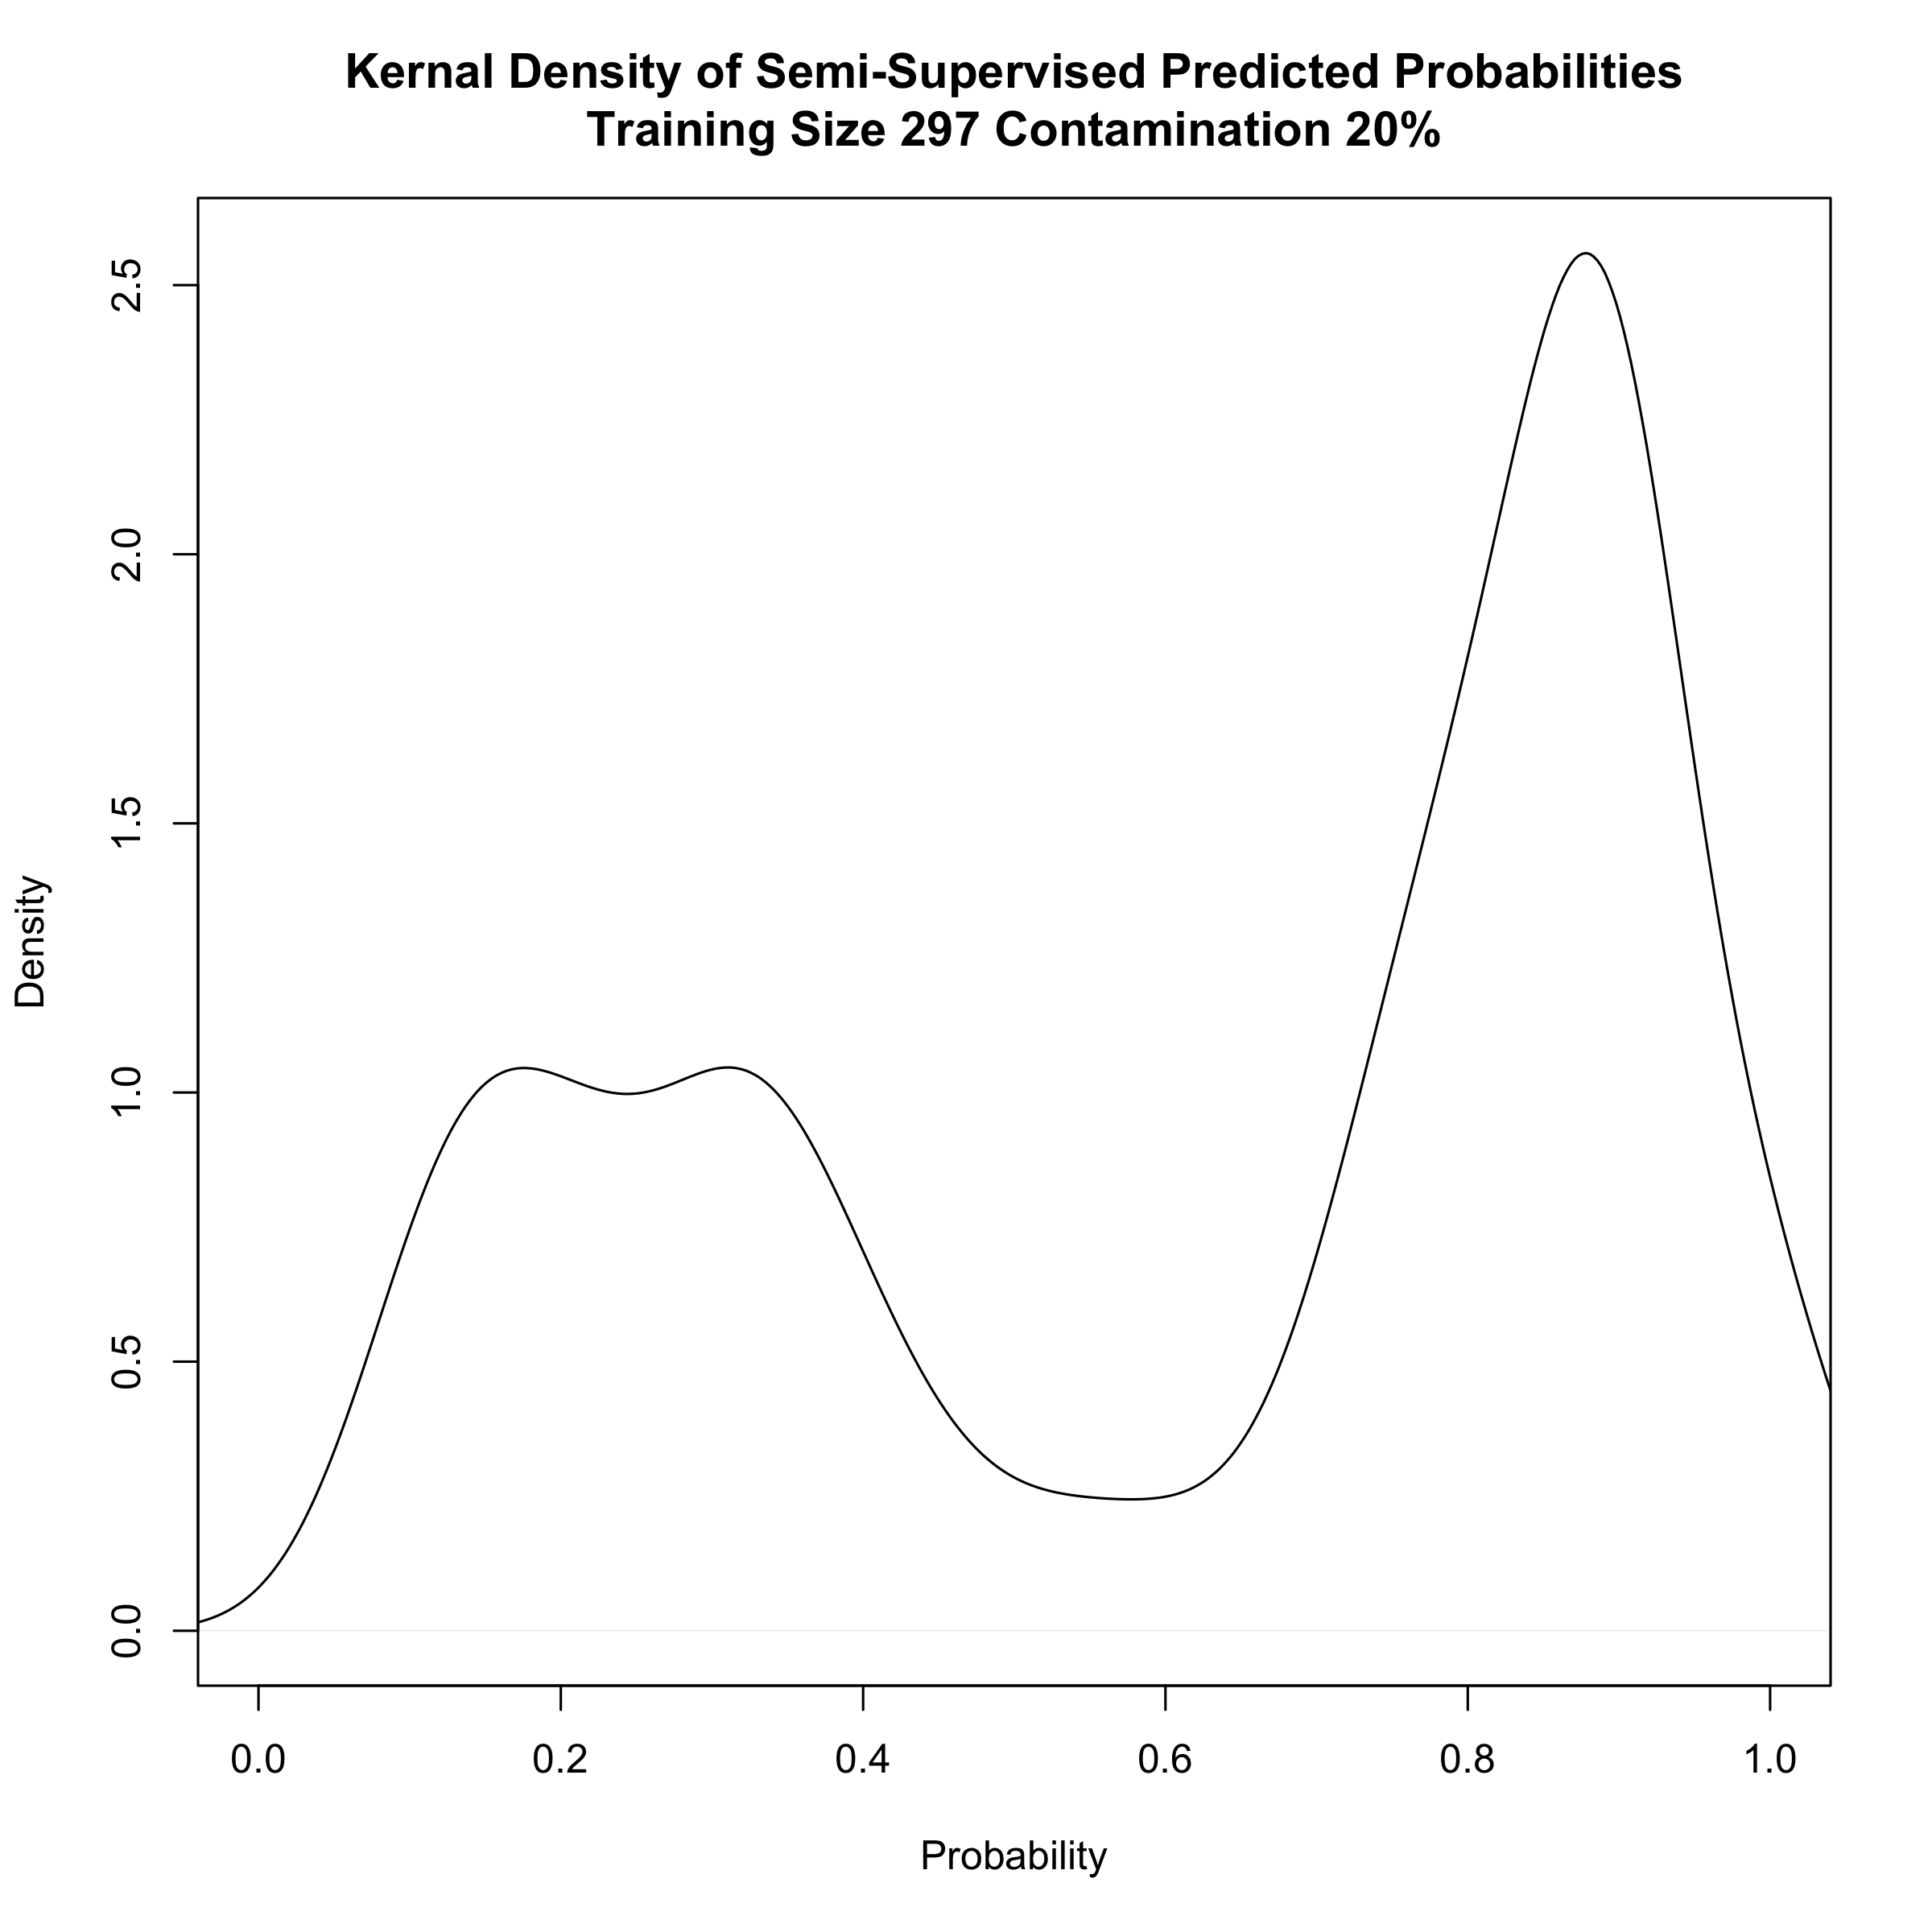 Kernal Density of Semi-Supervised Predicted Probabilities
Training Size 297 Contamination 20%
2.5
2.0
1.5
1.0
0.5
0.0
Density
0.0 0.2 0.4 0.6 0.8 1.0
Probability